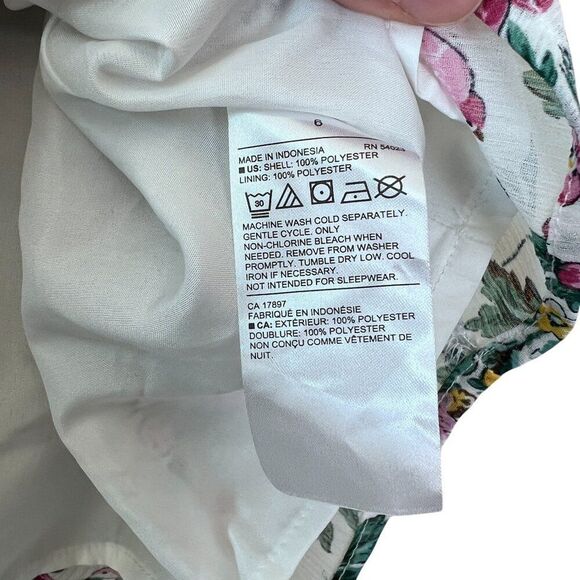 6
MADE IN INDONESIA RN 54023
US: SHELL: 100% POLYESTER
LINING: 100% POLYESTER
30
MACHINE WASH COLD SEPARATELY.
GENTLE CYCLE. ONLY
NON-CHLORINE BLEACH WHEN
NEEDED. REMOVE FROM WASHER
PROMPTLY. TUMBLE DRY LOW. COOL
IRON IF NECESSARY.
NOT INTENDED FOR SLEEPWEAR.
CA 17897
FABRIQUÉ EN INDONÉSIE
CA: EXTÉRIEUR: 100% POLYESTER
DOUBLURE: 100% POLYESTER
NON CONÇU COMME VÊTEMENT DE
NUIT.